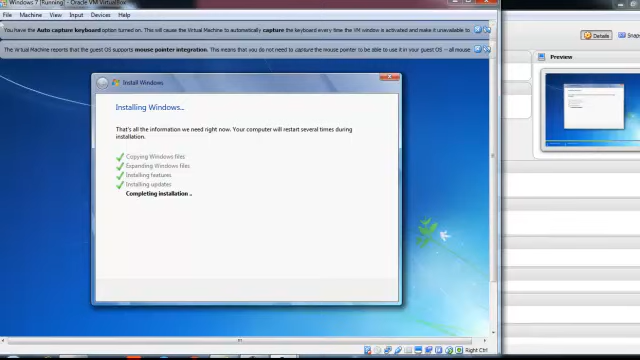 Windows 7 [Running] - Oracle VM VirtualBox
File Machine View Input Devices Help
You have the Auto capture keyboard option turned on. This will cause the Virtual Machine to automatically capture the keyboard every time the VM window is activated and make it unavailable to
The Virtual Machine reports that the guest OS supports mouse pointer integration. This means that you do not need to capture the mouse pointer to be able to use it in your guest OS -- all mouse
Details
Snaps
Preview
Install Windows
Installing Windows...
That's all the information we need right now. Your computer will restart several times during
installation.
Copying Windows files
Expanding Windows files
Installing features
Installing updates
Completing installation ..
Right Ctrl